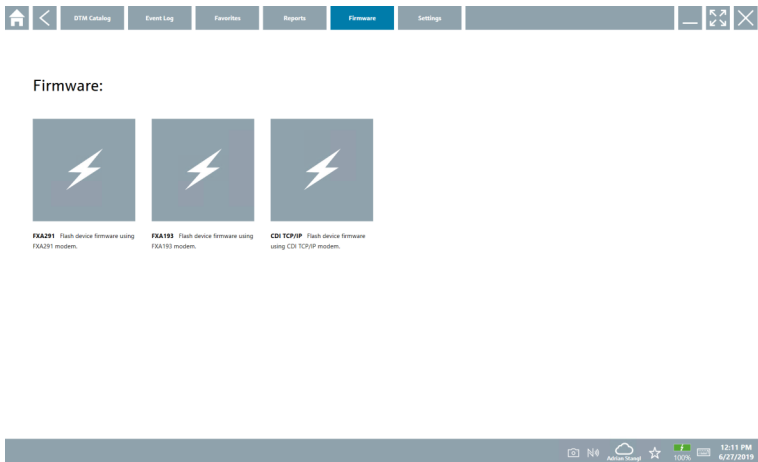 DTM Catalog
Event Log
Favorites
Reports
Firmware
Settings
Firmware:
FXA291 Flash device firmware using
FXA291 modem.
FXA193 Flash device firmware using
FXA193 modem.
CDI TCP/IP Flash device firmware
using CDI TCP/IP modem.
Adrian Stoegl
100%
12:11 PM
6/27/2019